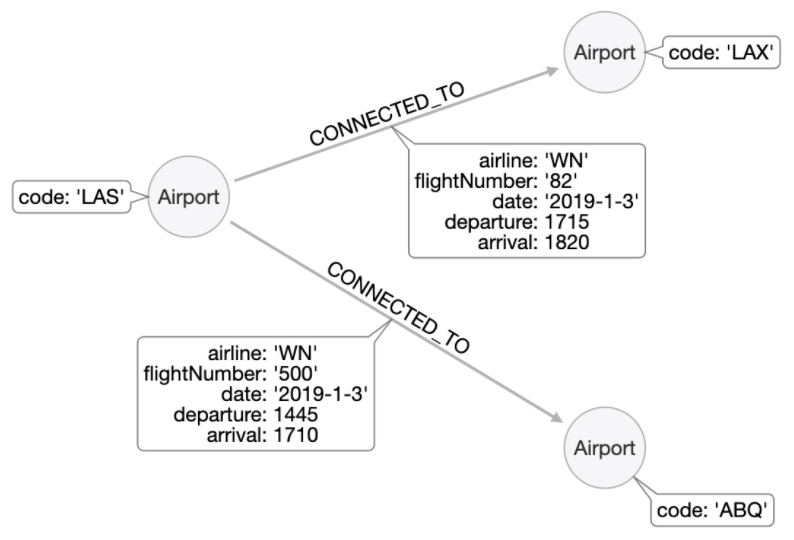 Airport
code: 'LAX'
CONNECTED_TO
airline: 'WN'
flightNumber: '82'
date: '2019-1-3'
departure: 1715
arrival: 1820
code: 'LAS'
Airport
CONNECTED_TO
airline: 'WN'
flightNumber: '500'
date: '2019-1-3'
departure: 1445
arrival: 1710
Airport
code: 'ABQ'